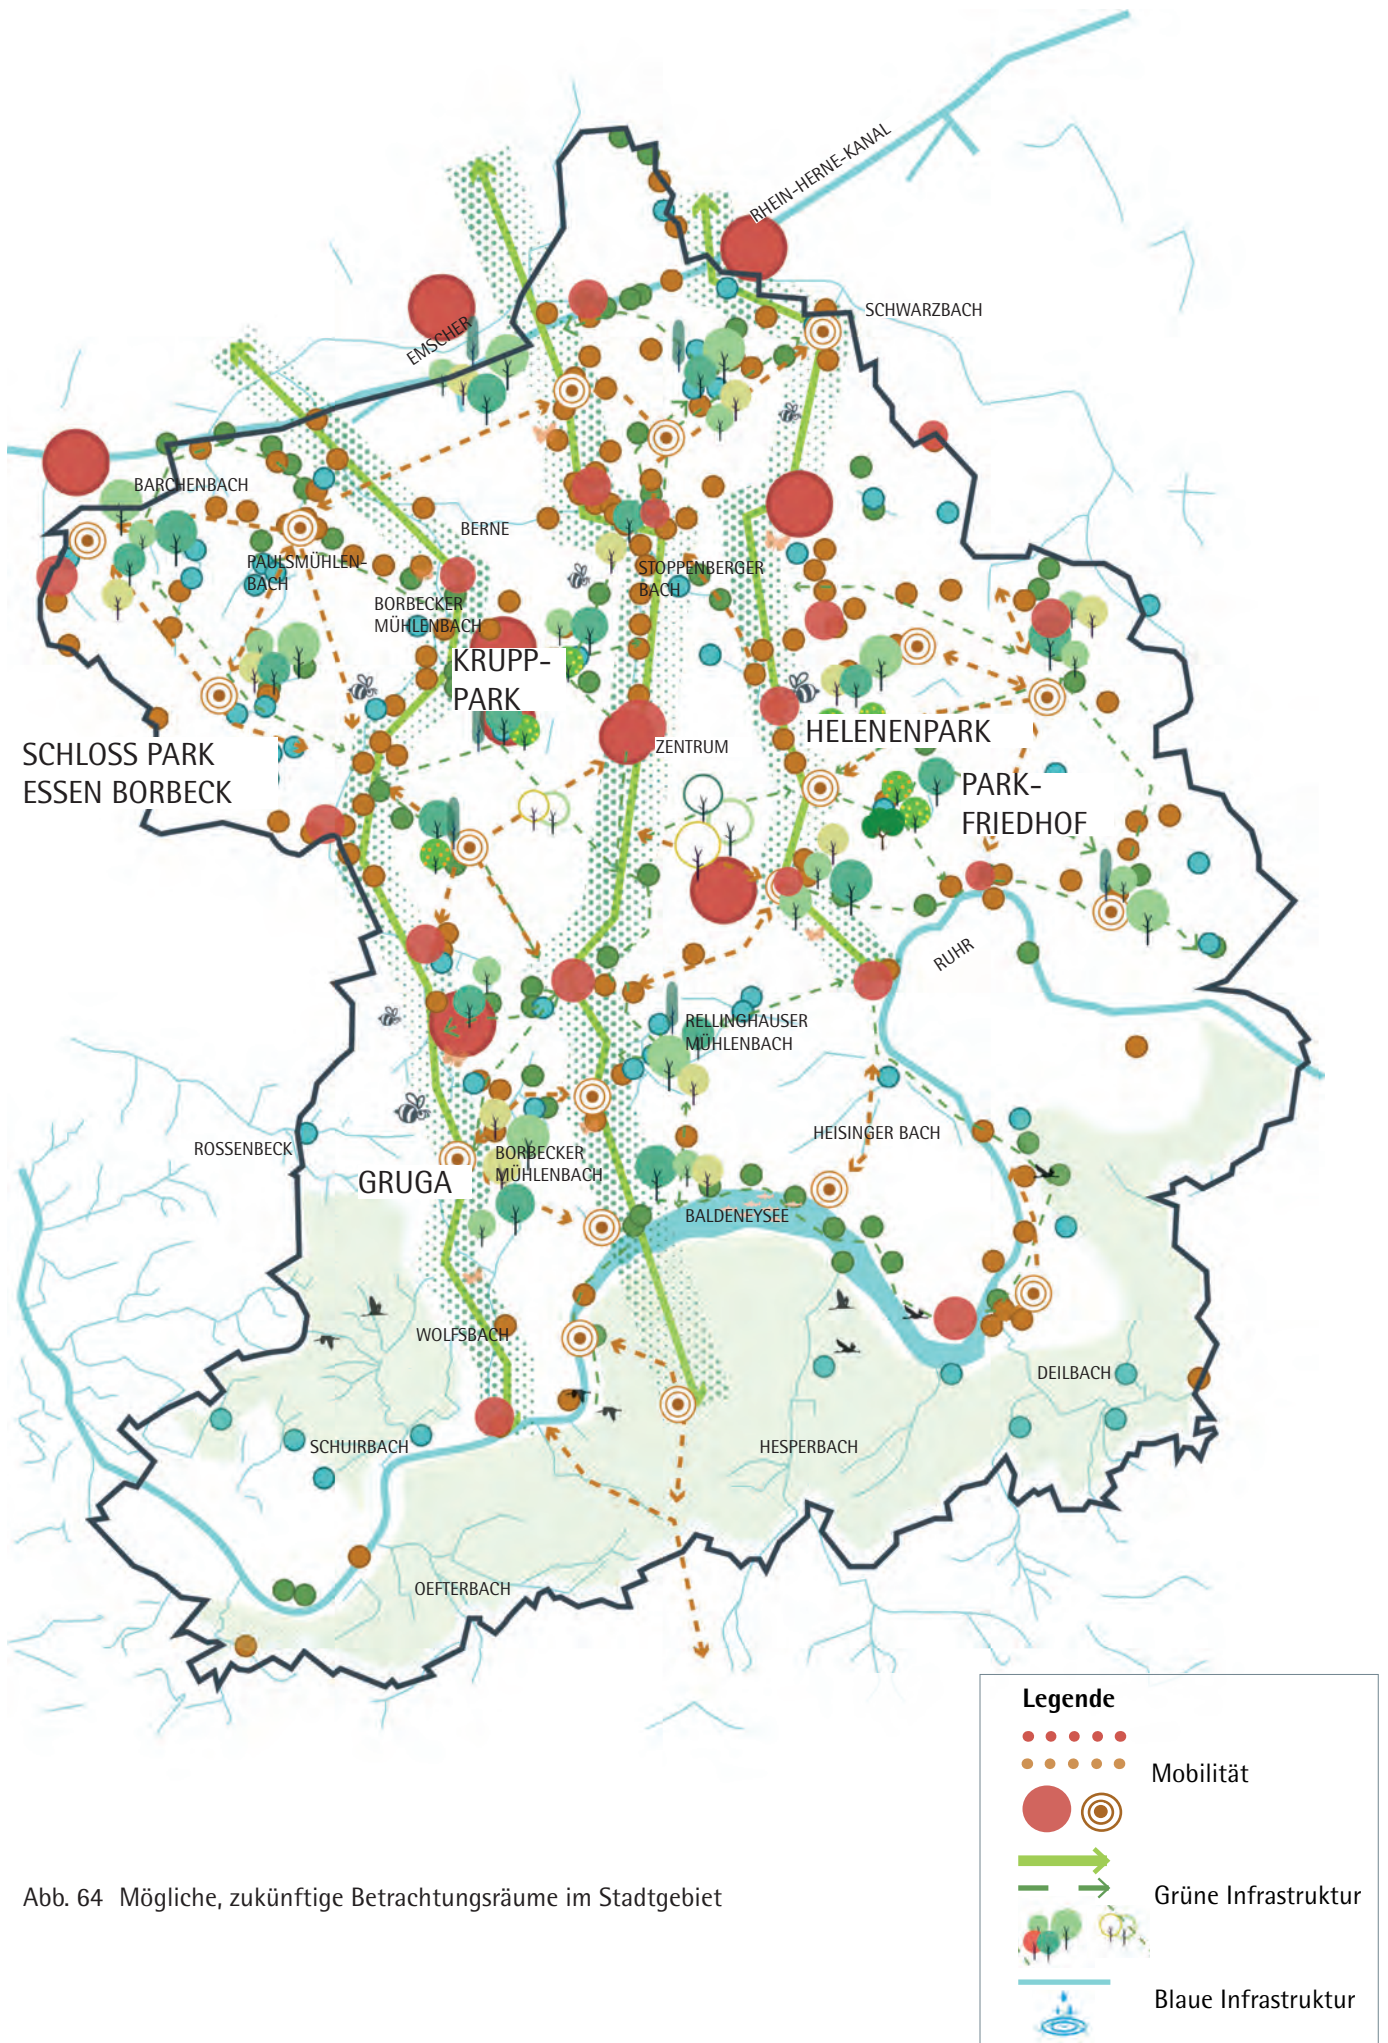 RHEIN-HERNE-KANAL
SCHWARZBACH
EMSCHER
BARCHENBACH
BERNE
PAULSMÜHLEN-
BACH
STOPPENBERGER
BACH
BORBECKER
MÜHLENBACH
KRUPP-
PARK
HELENENPARK
ZENTRUM
SCHLOSS PARK
ESSEN BORBECK
PARK-
FRIEDHOF
RUHR
RELLINGHAUSER
MÜHLENBACH
HEISINGER BACH
ROSSENBECK
BORBECKER
MÜHLENBACH
GRUGA
BALDENEYSEE
WOLFSBACH
DEILBACH
SCHUIRBACH
HESPERBACH
OEFTERBACH
Legende
Mobilität
Grüne Infrastruktur
Blaue Infrastruktur
Abb. 64 Mögliche, zukünftige Betrachtungsräume im Stadtgebiet